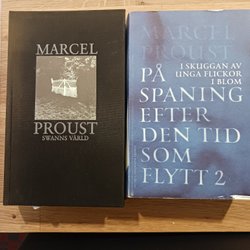 MARCEL
PROUST
SWANNS VÄRLD
MARCEL
PROUST
I SKUGGAN AV
UNGA FLICKOR
I BLOM
PÅ
SPANING
EFTER
DEN TID
SOM
FLYTT 2